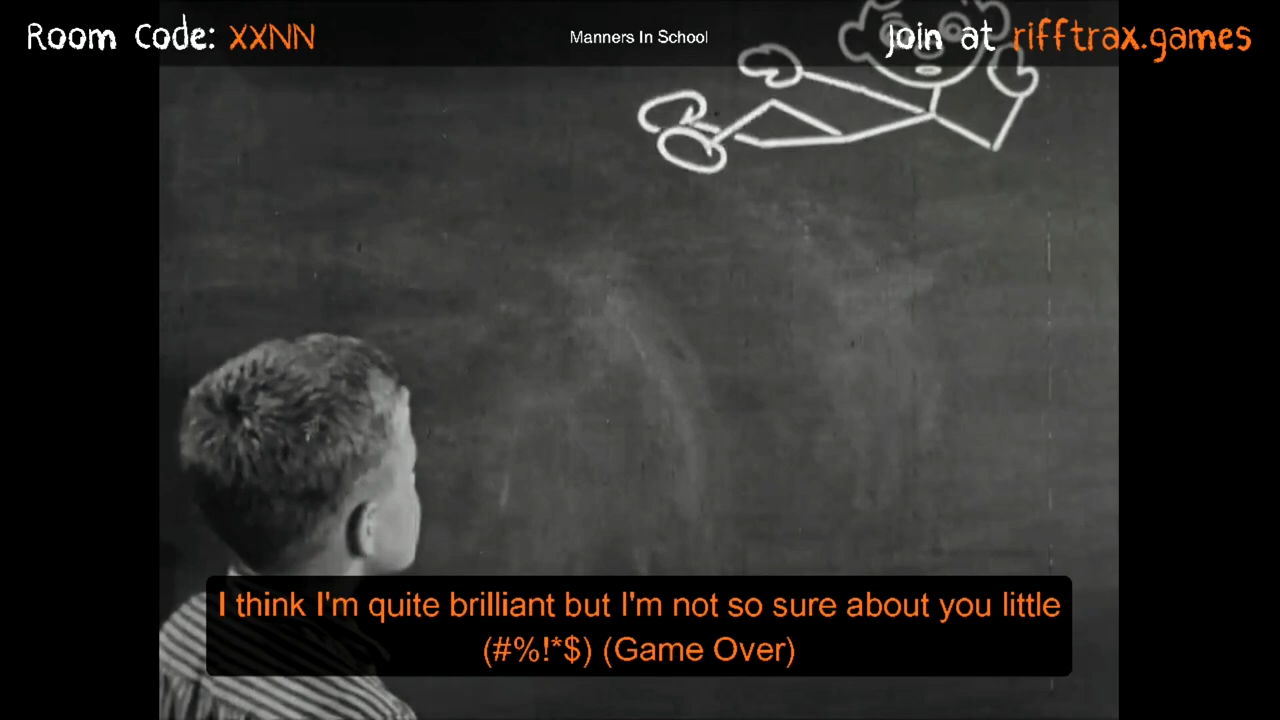 Room Code: XXNN
Manners In School
Join at rifftrax.games
I think I'm quite brilliant but I'm not so sure about you little
(#%!*$) (Game Over)